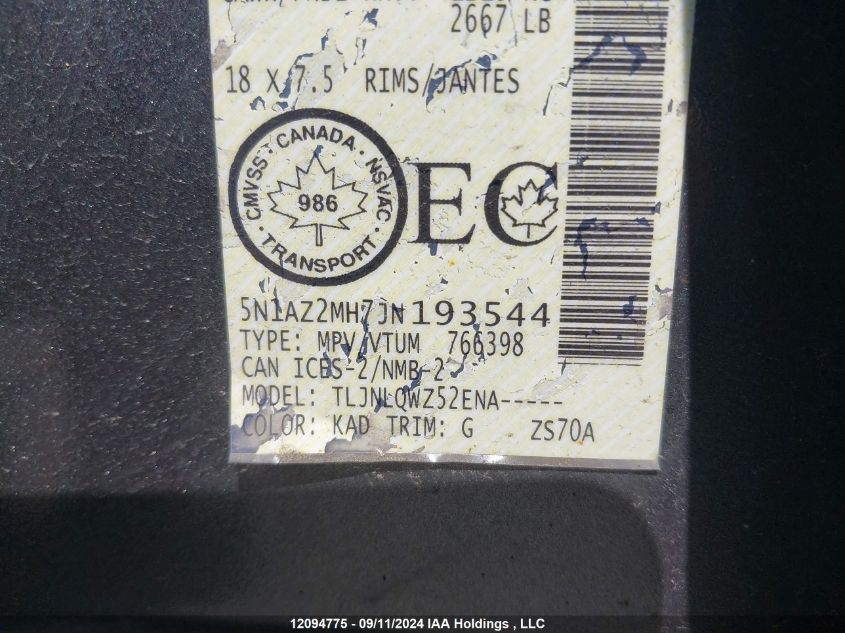 2667 LB
18 X 7.5 RIMS/JANTES
CMVSS · CANADA · NSVAC · TRANSPORT ·
986
EC
5N1AZ2MH7JN193544
TYPE: MPV/VTUM 766398
CAN ICES-2/NMB-2
MODEL: TLJNLQWZ52ENA-----
COLOR: KAD TRIM: G ZS70A
12094775 - 09/11/2024 IAA Holdings , LLC